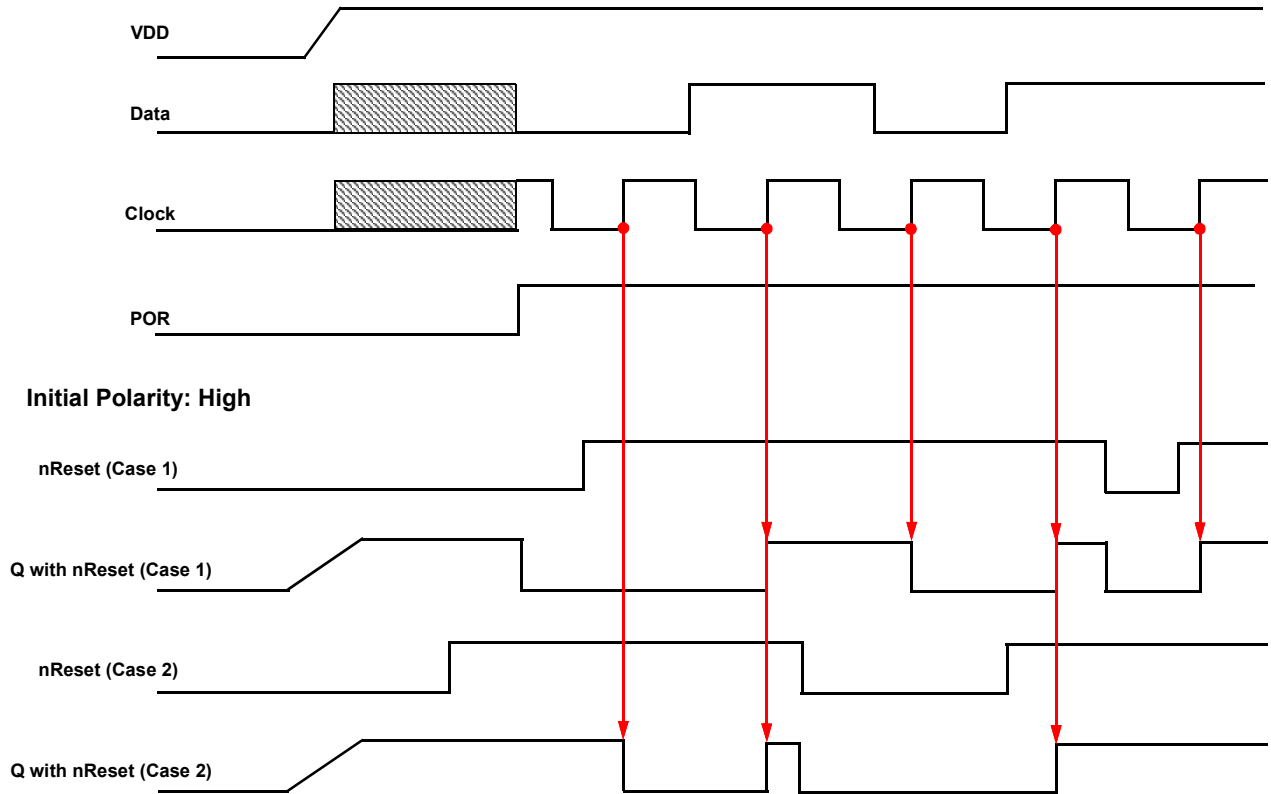 VDD
Data
Clock
POR
Initial Polarity: High
nReset (Case 1)
Q with nReset (Case 1)
nReset (Case 2)
Q with nReset (Case 2)